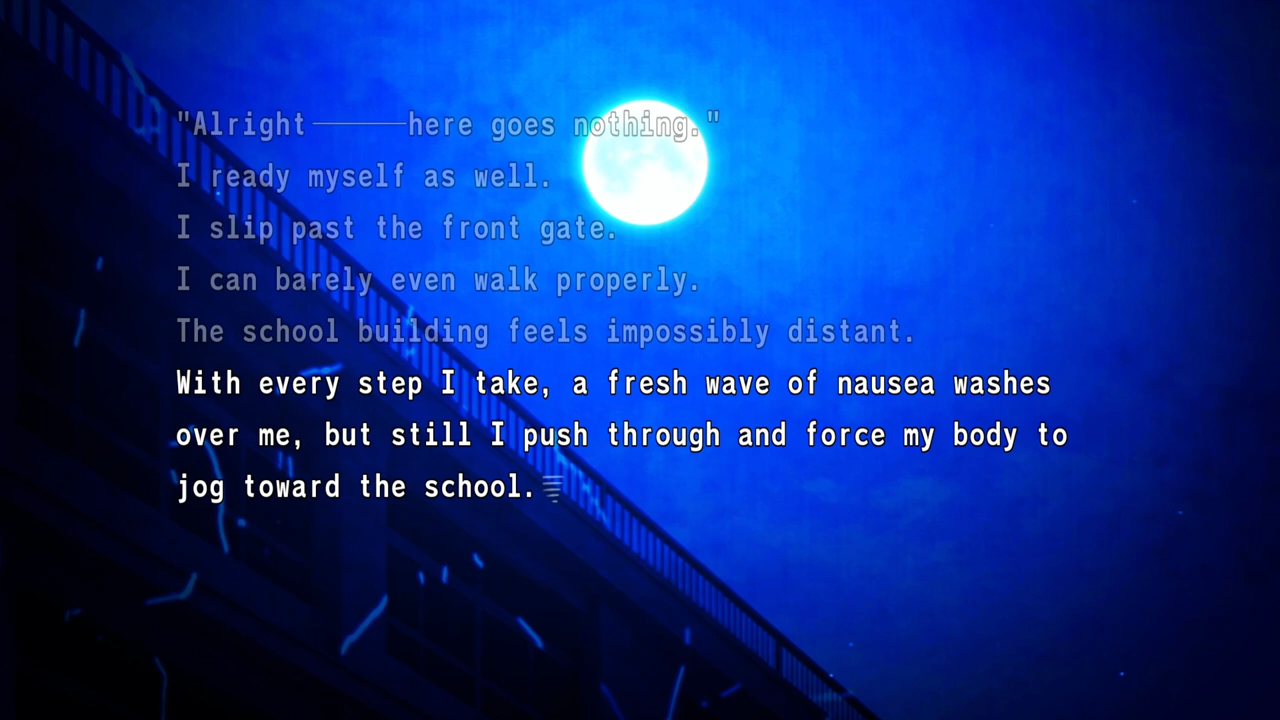 "Alright———here goes nothing."
I ready myself as well.
I slip past the front gate.
I can barely even walk properly.
The school building feels impossibly distant.
With every step I take, a fresh wave of nausea washes
over me, but still I push through and force my body to
jog toward the school.